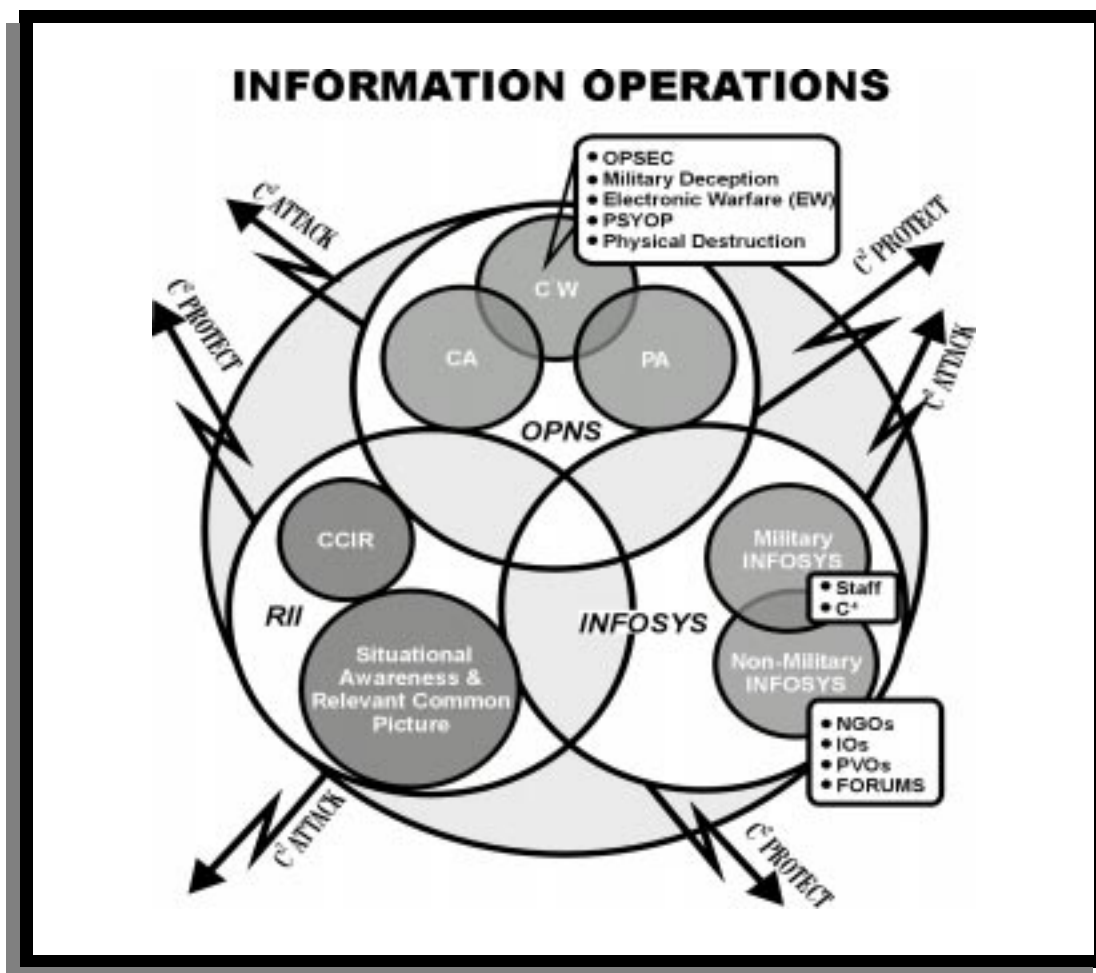 INFORMATION OPERATIONS
• OPSEC
• Military Deception
• Electronic Warfare (EW)
• PSYOP
• Physical Destruction
C² ATTACK
C² PROTECT
C² PROTECT
C² ATTACK
C²W
CA
PA
OPNS
CCIR
RII
Situational
Awareness &
Relevant Common
Picture
Military
INFOSYS
• Staff
• C⁴
INFOSYS
Non-Military
INFOSYS
• NGOs
• IOs
• PVOs
• FORUMS
C² ATTACK
C² PROTECT